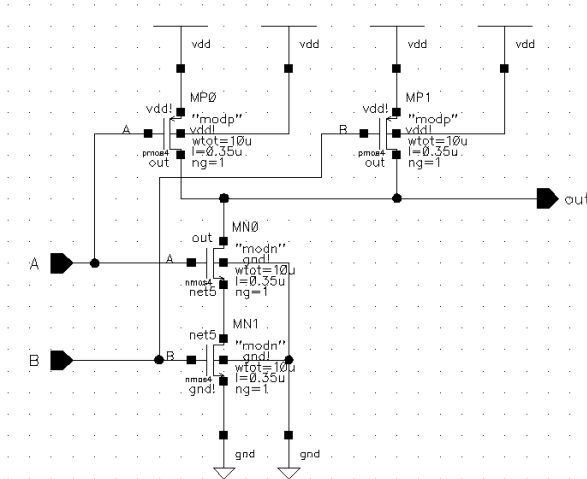 vdd
vdd
vdd
vdd
MP0
vdd!
"modp"
A
vdd!
wtot=10u
pmos4
l=0.35u
out
ng=1
MP1
vdd!
"modp"
B
vdd!
wtot=10u
pmos4
l=0.35u
out
ng=1
out
MN0
out
"modn"
A
A
gnd!
wtot=10u
nmos4
l=0.35u
net5
ng=1
MN1
net5
"modn"
B
B
gnd!
wtot=10u
nmos4
l=0.35u
gnd!
ng=1
gnd
gnd